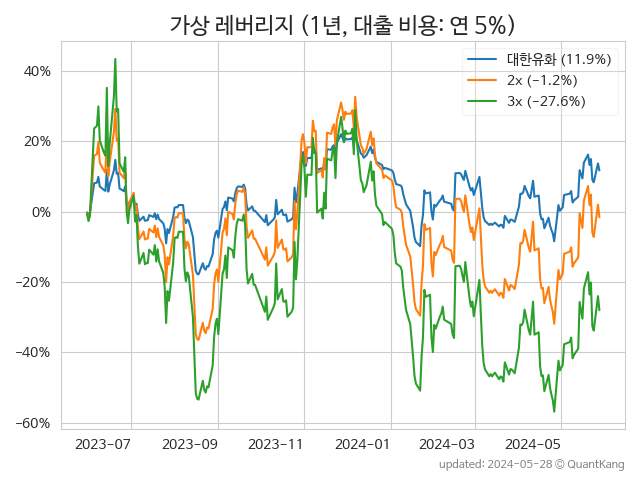 가상 레버리지 (1년, 대출 비용: 연 5%)
대한유화 (11.9%)
2x (−1.2%)
3x (−27.6%)
40%
20%
0%
−20%
−40%
−60%
2023-07 2023-09 2023-11 2024-01 2024-03 2024-05
updated: 2024-05-28 © QuantKang